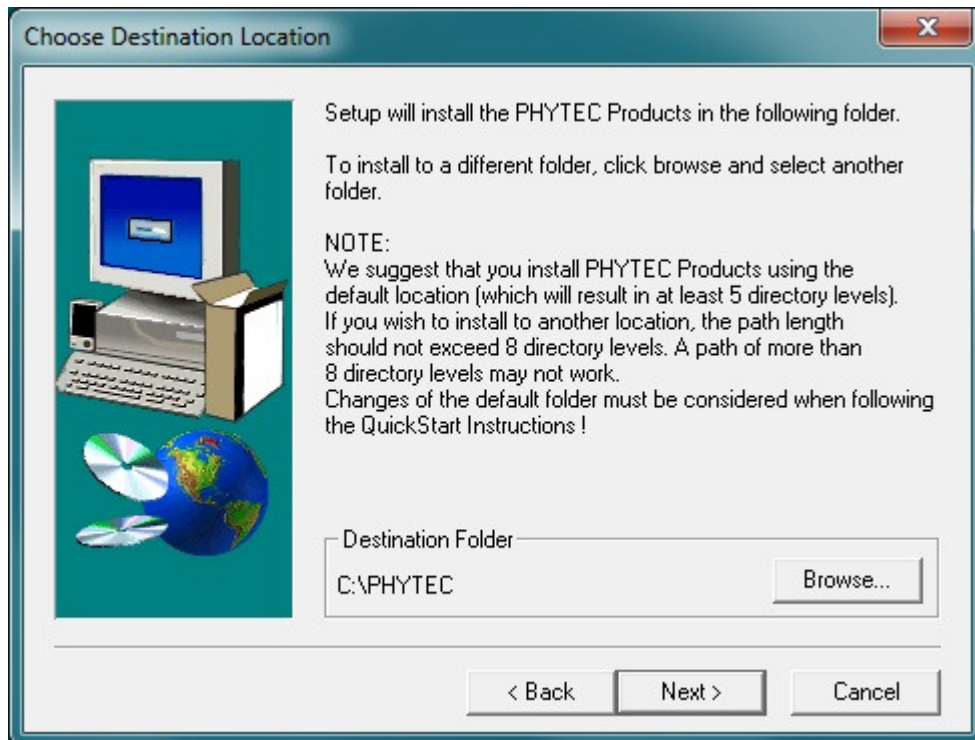 Choose Destination Location
Setup will install the PHYTEC Products in the following folder.
To install to a different folder, click browse and select another
folder.
NOTE:
We suggest that you install PHYTEC Products using the
default location (which will result in at least 5 directory levels).
If you wish to install to another location, the path length
should not exceed 8 directory levels. A path of more than
8 directory levels may not work.
Changes of the default folder must be considered when following
the QuickStart Instructions !
Destination Folder
C:\PHYTEC
Browse...
< Back
Next >
Cancel